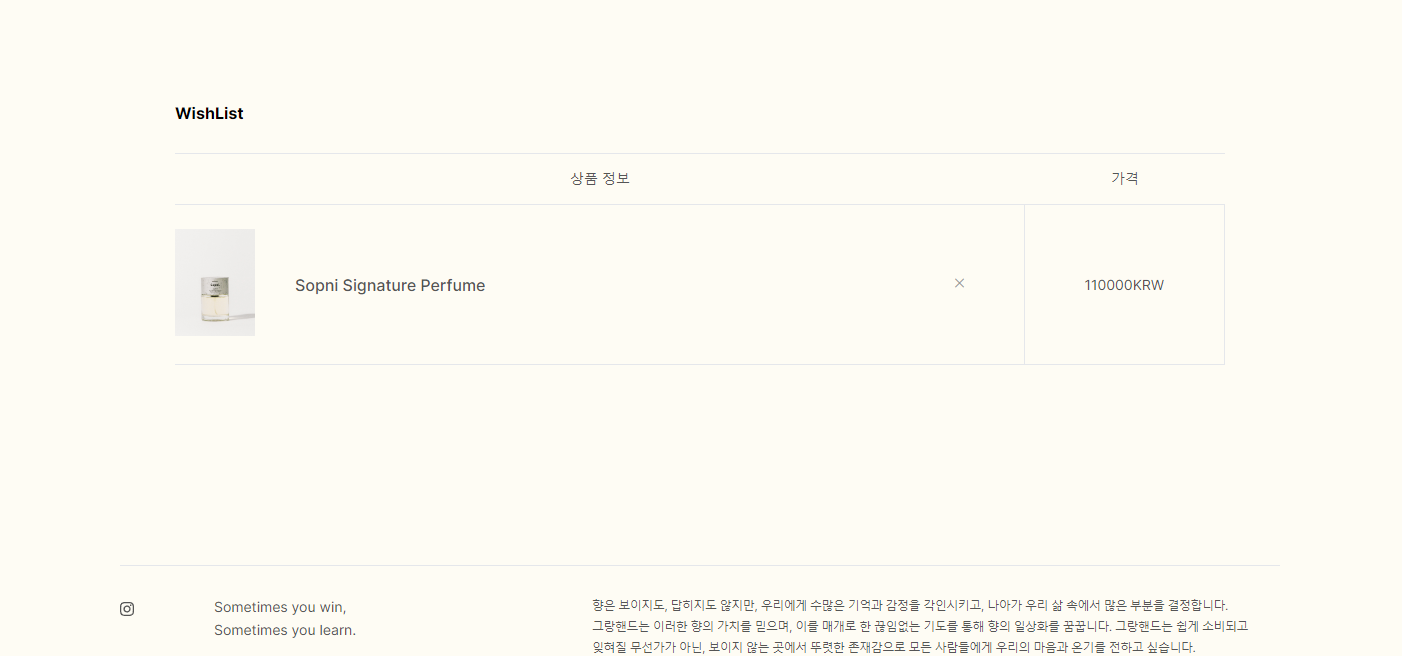 WishList
상품 정보
가격
Sopni Signature Perfume
110000KRW
Sometimes you win,
Sometimes you learn.
향은 보이지도, 답히지도 않지만, 우리에게 수많은 기억과 감정을 각인시키고, 나아가 우리 삶 속에서 많은 부분을 결정합니다.
그랑핸드는 이러한 향의 가치를 믿으며, 이를 매개로 한 끊임없는 기도를 통해 향의 일상화를 꿈꿉니다. 그랑핸드는 쉽게 소비되고
잊혀질 무선가가 아닌, 보이지 않는 곳에서 뚜렷한 존재감으로 모든 사람들에게 우리의 마음과 온기를 전하고 싶습니다.